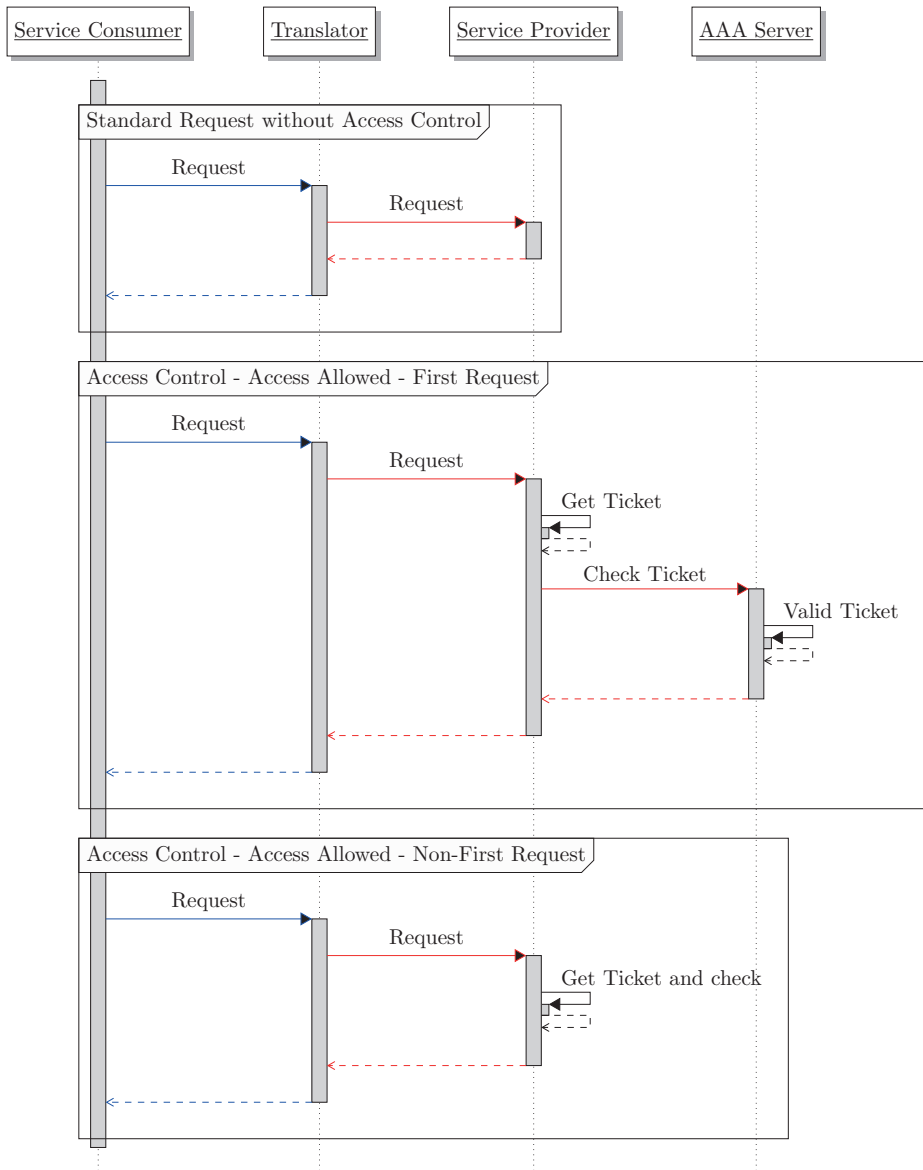 Service Consumer
Translator
Service Provider
AAA Server
Standard Request without Access Control
Request
Request
Access Control - Access Allowed - First Request
Request
Request
Get Ticket
Check Ticket
Valid Ticket
Access Control - Access Allowed - Non-First Request
Request
Request
Get Ticket and check